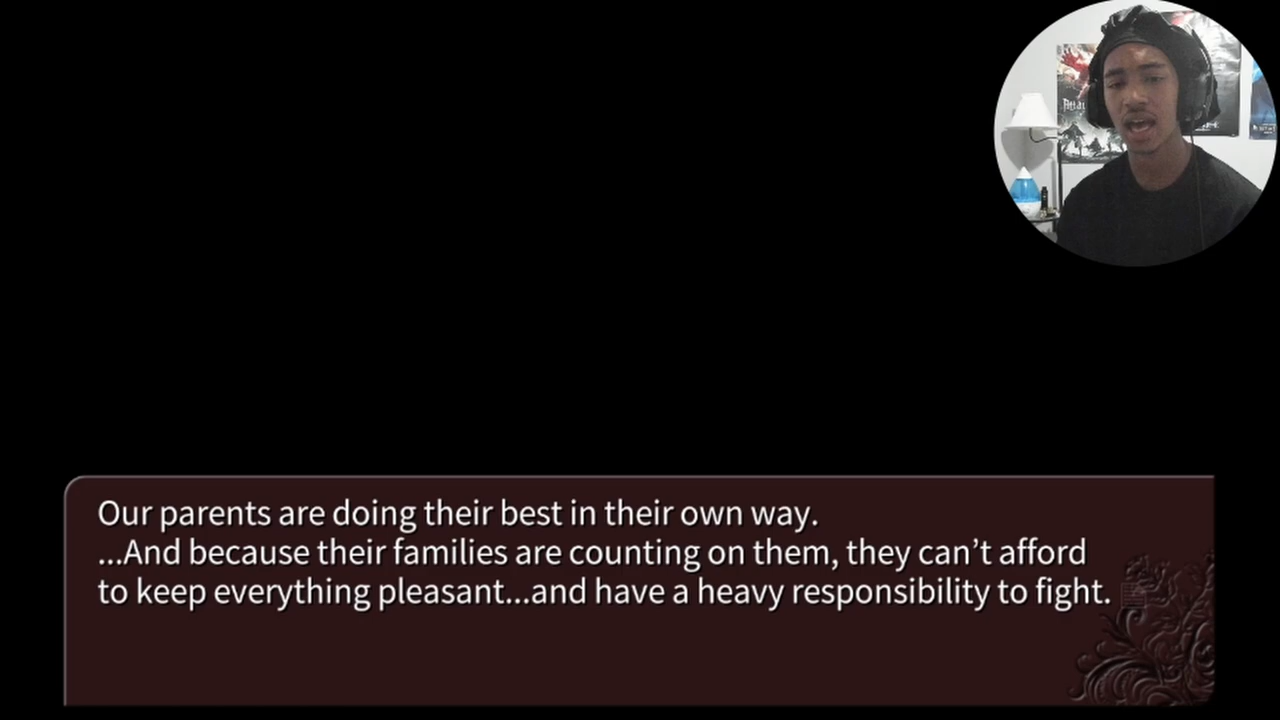 Our parents are doing their best in their own way.
...And because their families are counting on them, they can't afford
to keep everything pleasant...and have a heavy responsibility to fight.